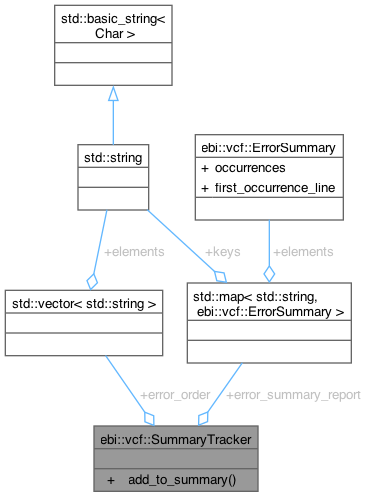 std::basic_string<
Char >
std::string
ebi::vcf::ErrorSummary
+ occurrences
+ first_occurrence_line
+elements
+keys
+elements
std::vector< std::string >
std::map< std::string,
ebi::vcf::ErrorSummary >
+error_order
+error_summary_report
ebi::vcf::SummaryTracker
+ add_to_summary()